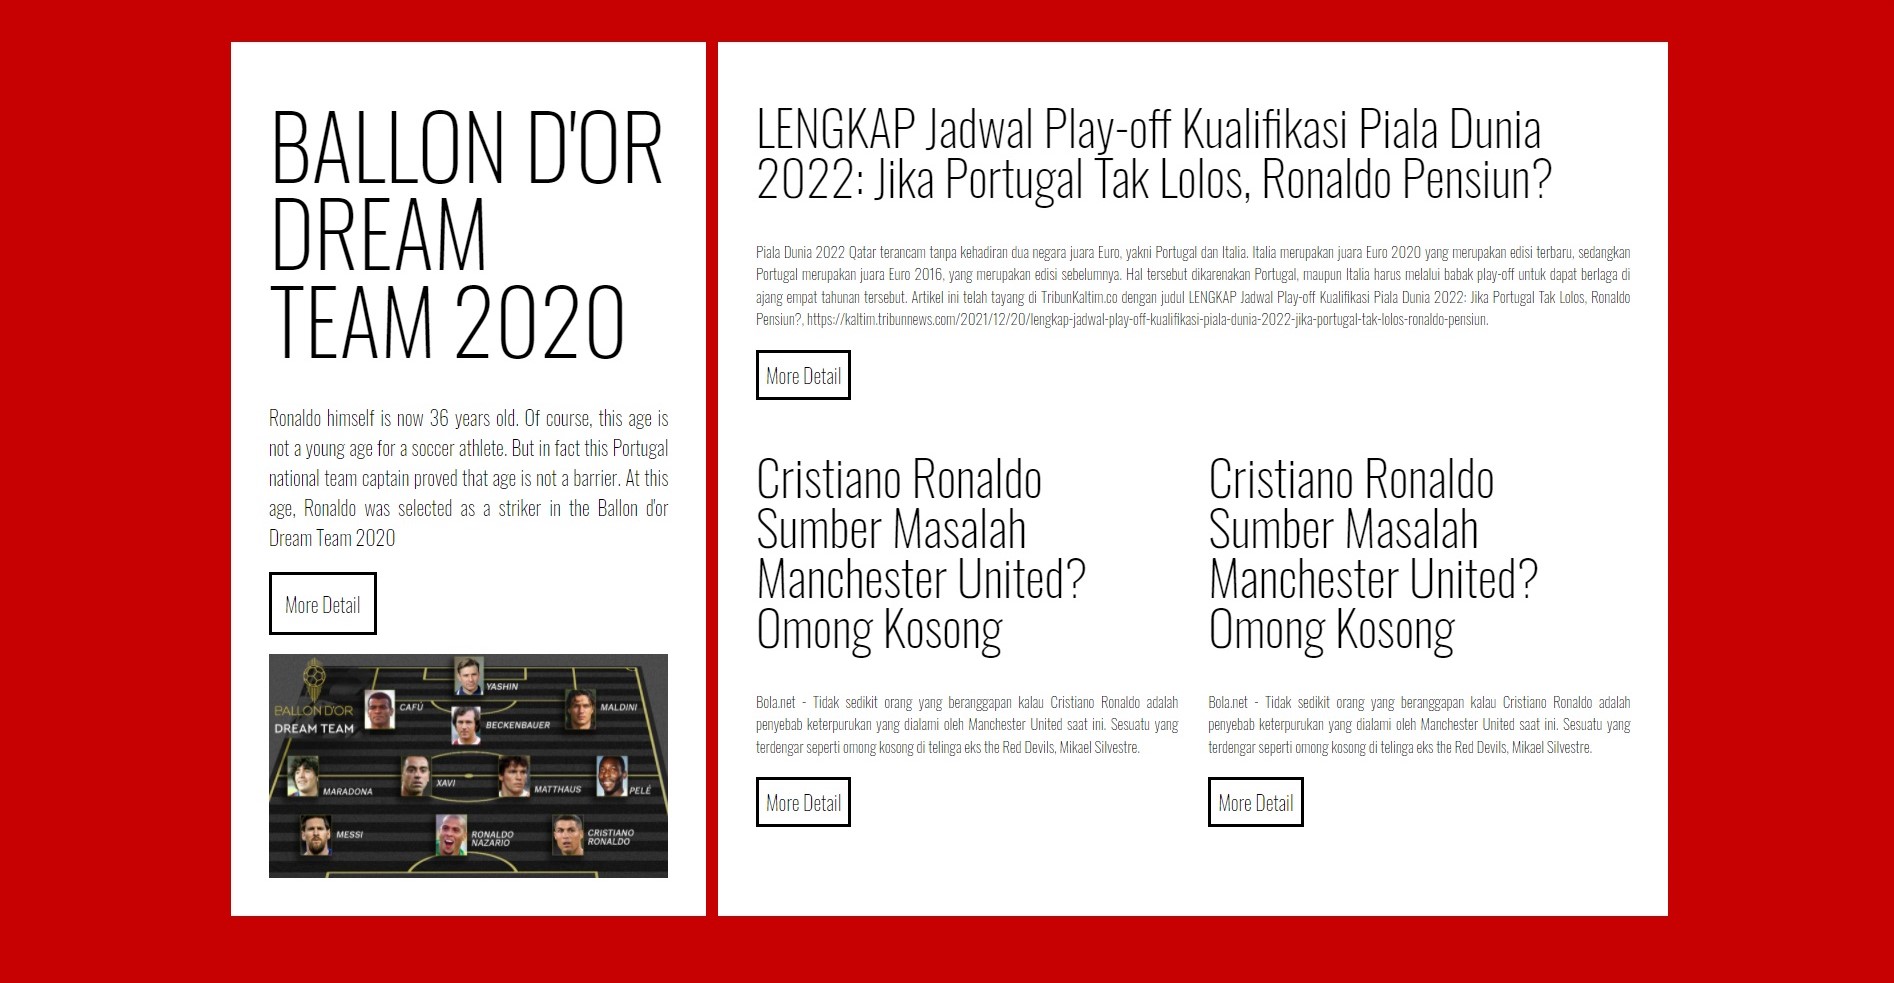 BALLON D'OR
DREAM
TEAM 2020
Ronaldo himself is now 36 years old. Of course, this age is
not a young age for a soccer athlete. But in fact this Portugal
national team captain proved that age is not a barrier. At this
age, Ronaldo was selected as a striker in the Ballon d'or
Dream Team 2020
More Detail
YASHIN
CAFÚ
MALDINI
BALLON D'OR
DREAM TEAM
BECKENBAUER
MARADONA
XAVI
MATTHAUS
PELÉ
MESSI
RONALDO
NAZARIO
CRISTIANO
RONALDO
LENGKAP Jadwal Play-off Kualifikasi Piala Dunia
2022: Jika Portugal Tak Lolos, Ronaldo Pensiun?
Piala Dunia 2022 Qatar terancam tanpa kehadiran dua negara juara Euro, yakni Portugal dan Italia. Italia merupakan juara Euro 2020 yang merupakan edisi terbaru, sedangkan
Portugal merupakan juara Euro 2016, yang merupakan edisi sebelumnya. Hal tersebut dikarenakan Portugal, maupun Italia harus melalui babak play-off untuk dapat berlaga di
ajang empat tahunan tersebut. Artikel ini telah tayang di TribunKaltim.co dengan judul LENGKAP Jadwal Play-off Kualifikasi Piala Dunia 2022: Jika Portugal Tak Lolos, Ronaldo
Pensiun?, https://kaltim.tribunnews.com/2021/12/20/lengkap-jadwal-play-off-kualifikasi-piala-dunia-2022-jika-portugal-tak-lolos-ronaldo-pensiun.
More Detail
Cristiano Ronaldo
Sumber Masalah
Manchester United?
Omong Kosong
Bola.net - Tidak sedikit orang yang beranggapan kalau Cristiano Ronaldo adalah
penyebab keterpurukan yang dialami oleh Manchester United saat ini. Sesuatu yang
terdengar seperti omong kosong di telinga eks the Red Devils, Mikael Silvestre.
More Detail
Cristiano Ronaldo
Sumber Masalah
Manchester United?
Omong Kosong
Bola.net - Tidak sedikit orang yang beranggapan kalau Cristiano Ronaldo adalah
penyebab keterpurukan yang dialami oleh Manchester United saat ini. Sesuatu yang
terdengar seperti omong kosong di telinga eks the Red Devils, Mikael Silvestre.
More Detail